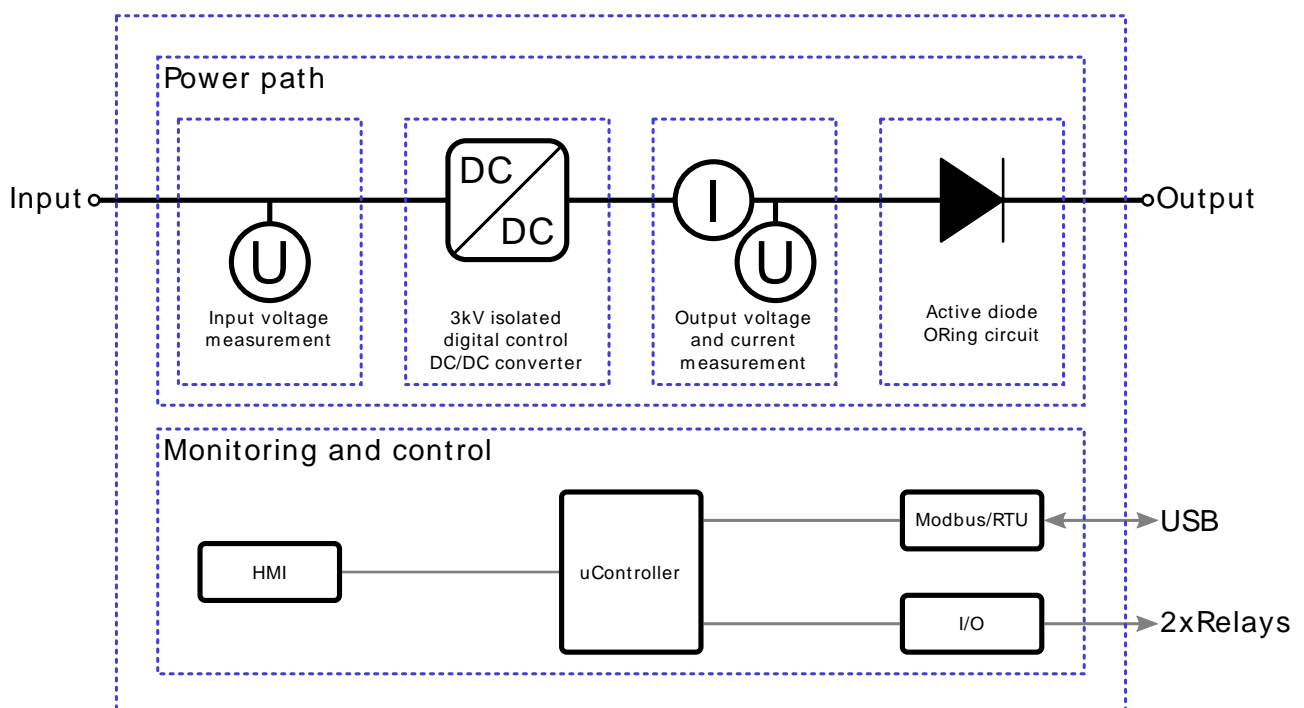 Power path
Input
DC
DC
I
U
U
Output
Input voltage
measurement
3kV isolated
digital control
DC/DC converter
Output voltage
and current
measurement
Active diode
ORing circuit
Monitoring and control
HMI
uController
Modbus/RTU
USB
I/O
2xRelays